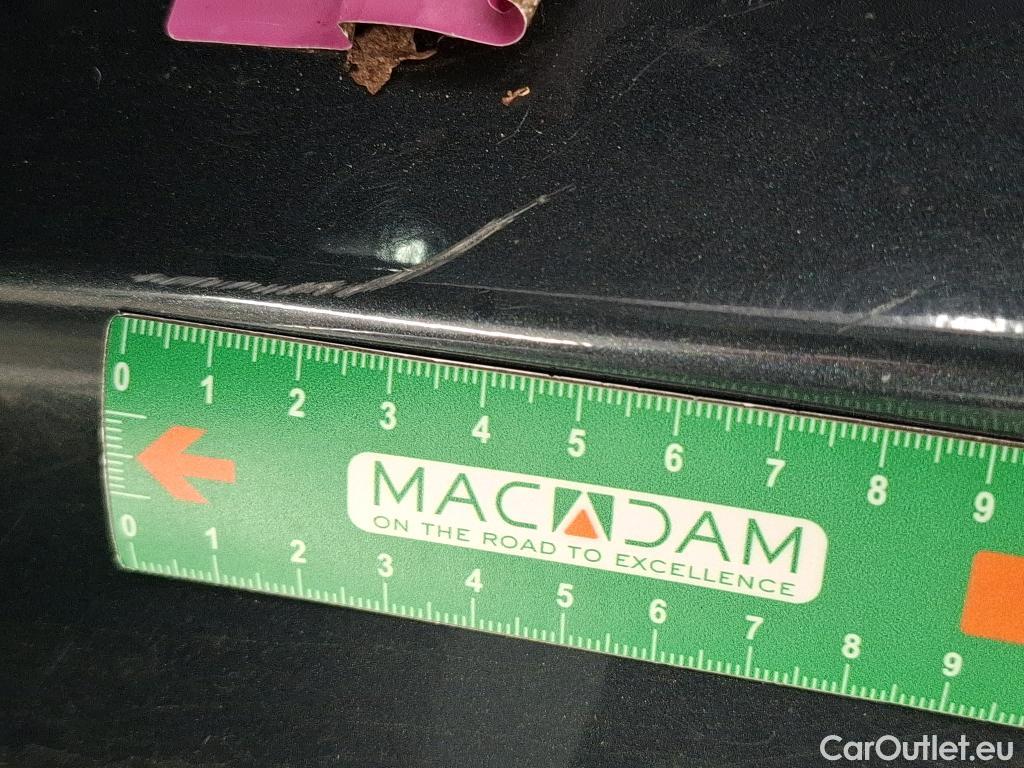 0 1 2 3 4 5 6 7 8 9
MACADAM
ON THE ROAD TO EXCELLENCE
0 1 2 3 4 5 6 7 8 9
CarOutlet.eu